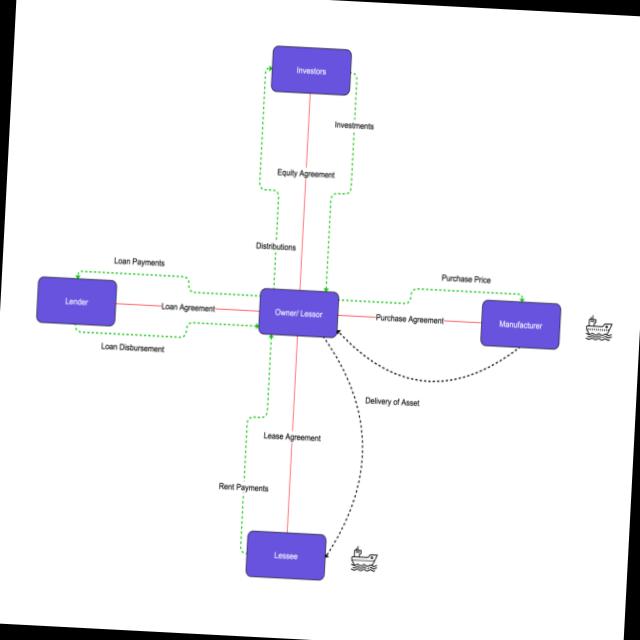 Investors
Investments
Equity Agreement
Distributions
Loan Payments
Purchase Price
Lender
Loan Agreement
Owner/ Lessor
Purchase Agreement
Manufacturer
Loan Disbursement
Delivery of Asset
Lease Agreement
Rent Payments
Lessee